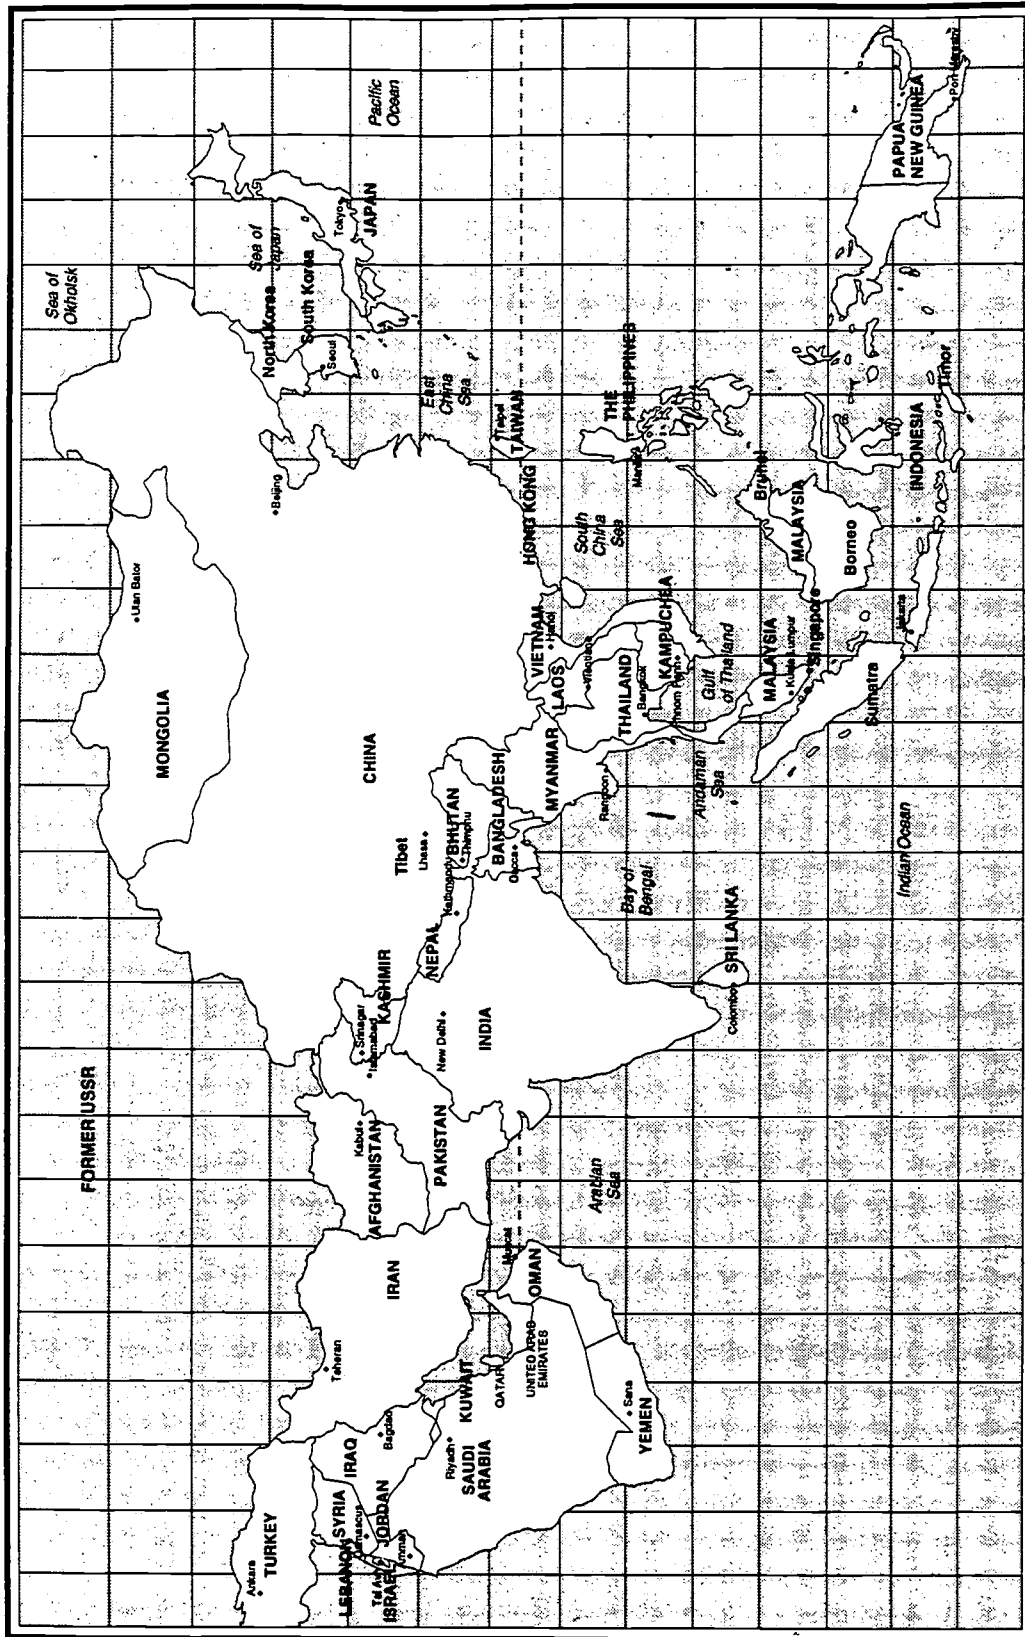 FORMER USSR
Sea of
Okhotsk
MONGOLIA
Ulan Bator
TURKEY
Ankara
LEBANON
SYRIA
Damascus
Tel Aviv
ISRAEL
JORDAN
Amman
IRAQ
Bagdad
Taheran
IRAN
KUWAIT
Riyadh
SAUDI
ARABIA
QATAR
UNITED ARAB
EMIRATES
Muscat
OMAN
Sana
YEMEN
Kabul
AFGHANISTAN
PAKISTAN
Srinagar
Islamabad
KASHMIR
New Delhi
INDIA
NEPAL
Tibet
Lhasa
BHUTAN
Thimphu
BANGLADESH
Dacca
CHINA
Beijing
North Korea
South Korea
Seoul
Sea of
Japan
Tokyo
JAPAN
Pacific
Ocean
East
China
Sea
Taipei
TAIWAN
HONG KONG
MYANMAR
Rangoon
LAOS
VIETNAM
Hanoi
Vientiane
THAILAND
Bangkok
KAMPUCHEA
Phnom Penh
Gulf
of Thailand
South
China
Sea
THE
PHILIPPINES
Manila
Arabian
Sea
Bay of
Bengal
Andaman
Sea
Colombo
SRI LANKA
Indian Ocean
MALAYSIA
Kuala Lumpur
Singapore
Sumatra
Brunei
MALAYSIA
Borneo
Jakarta
INDONESIA
Timor
PAPUA
NEW GUINEA
Port Moresby